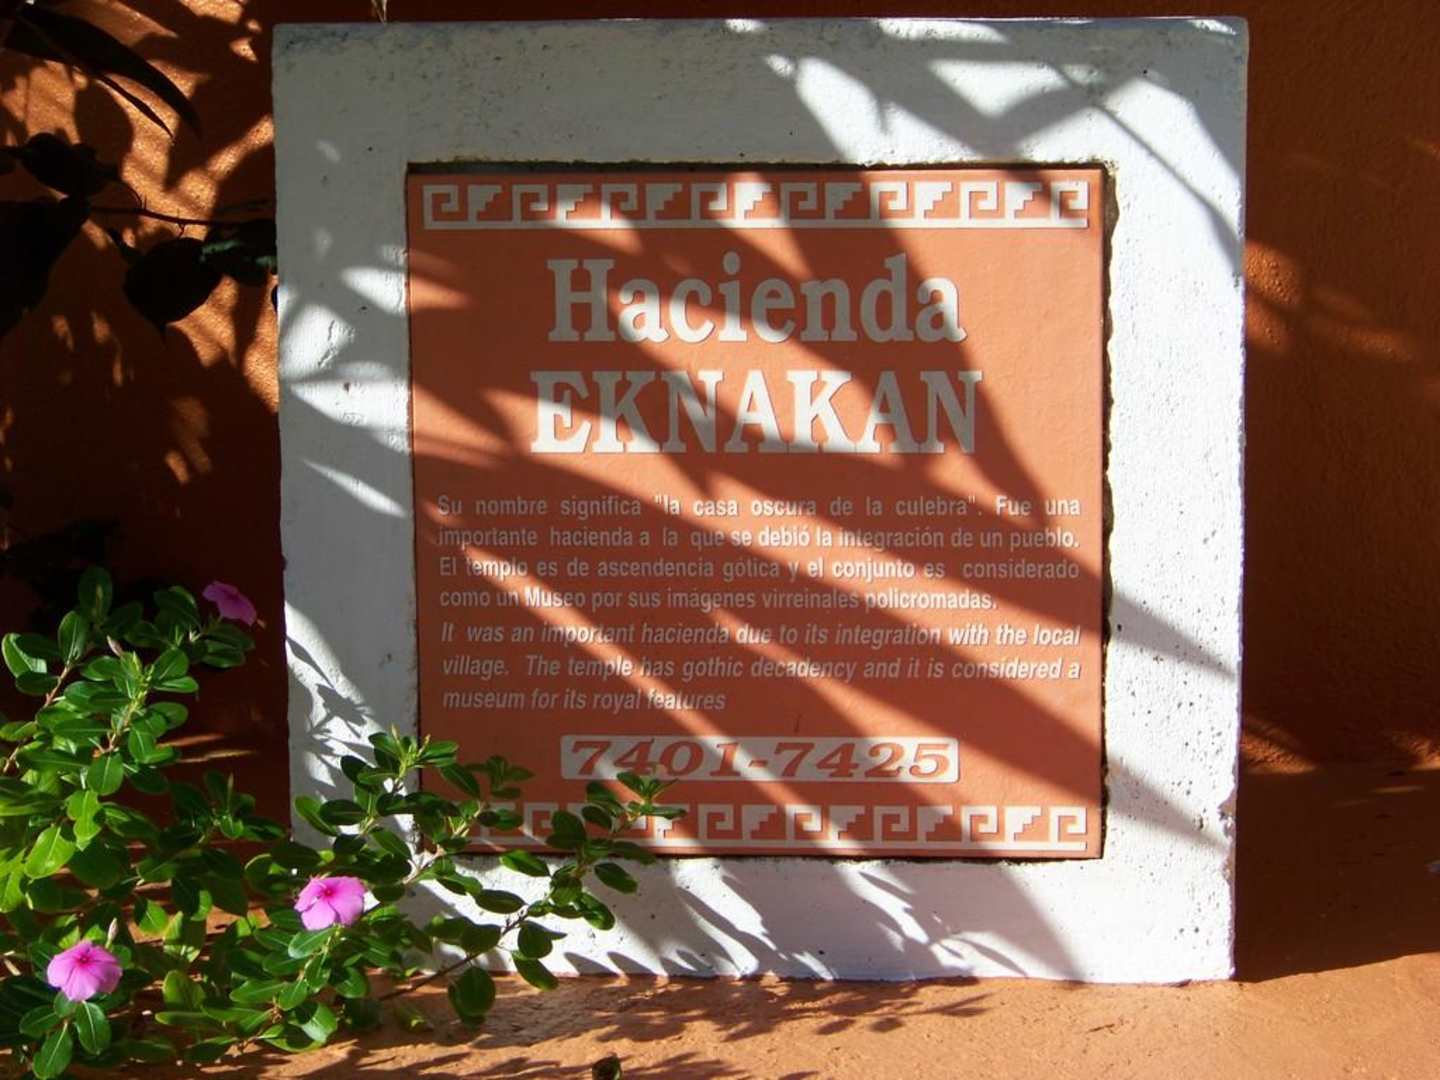 Hacienda
EKNAKAN
Su nombre significa "la casa oscura de la culebra". Fue una
importante hacienda a la que se debió la integración de un pueblo.
El templo es de ascendencia gótica y el conjunto es considerado
como un Museo por sus imágenes virreinales policromadas.
It was an important hacienda due to its integration with the local
village. The temple has gothic decadency and it is considered a
museum for its royal features
7401-7425